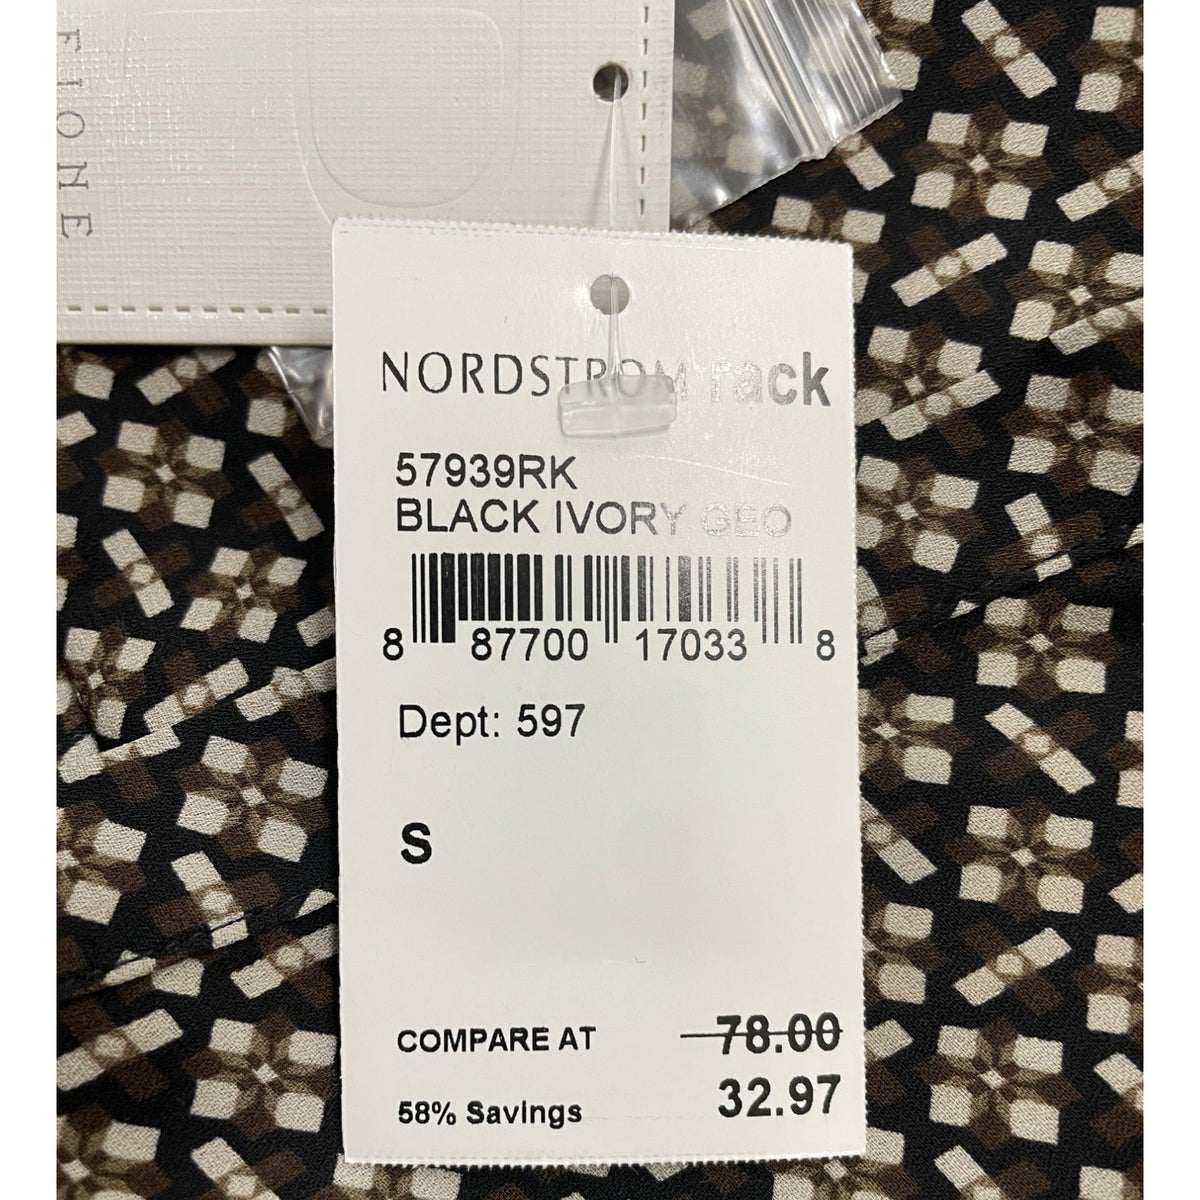 FIONE
NORDSTROM rack
57939RK
BLACK IVORY GEO
8 87700 17033 8
Dept: 597
S
COMPARE AT 78.00
58% Savings 32.97